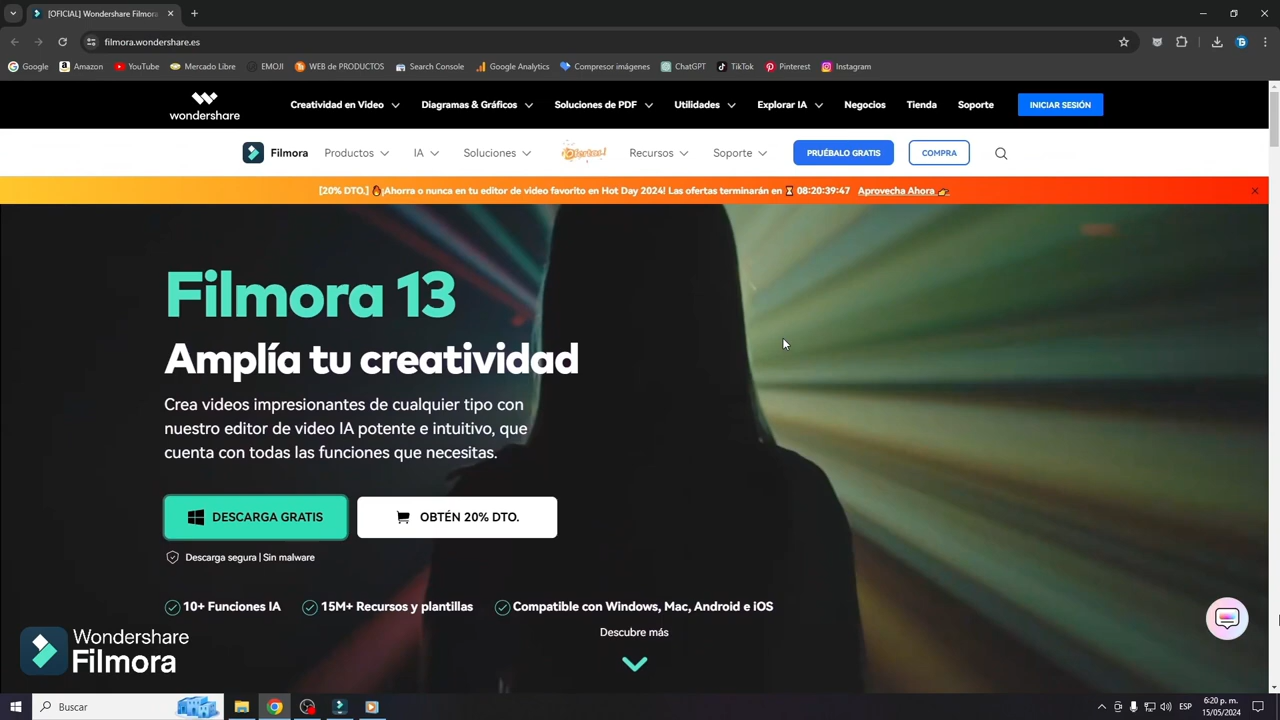 [OFICIAL] Wondershare Filmora
filmora.wondershare.es
Google
Amazon
YouTube
Mercado Libre
EMOJI
WEB de PRODUCTOS
Search Console
Google Analytics
Compresor imágenes
ChatGPT
TikTok
Pinterest
Instagram
wondershare
Creatividad en Video
Diagramas & Gráficos
Soluciones de PDF
Utilidades
Explorar IA
Negocios
Tienda
Soporte
INICIAR SESIÓN
Filmora
Productos
IA
Soluciones
Ofertas!
Recursos
Soporte
PRUÉBALO GRATIS
COMPRA
[20% DTO.] 🔥¡Ahorra o nunca en tu editor de video favorito en Hot Day 2024! Las ofertas terminarán en ⏳ 08:20:39:47 Aprovecha Ahora
Filmora 13
Amplía tu creatividad
Crea videos impresionantes de cualquier tipo con
nuestro editor de video IA potente e intuitivo, que
cuenta con todas las funciones que necesitas.
DESCARGA GRATIS
OBTÉN 20% DTO.
Descarga segura | Sin malware
10+ Funciones IA
15M+ Recursos y plantillas
Compatible con Windows, Mac, Android e iOS
Descubre más
Wondershare
Filmora
Buscar
ESP
6:20 p. m.
15/05/2024